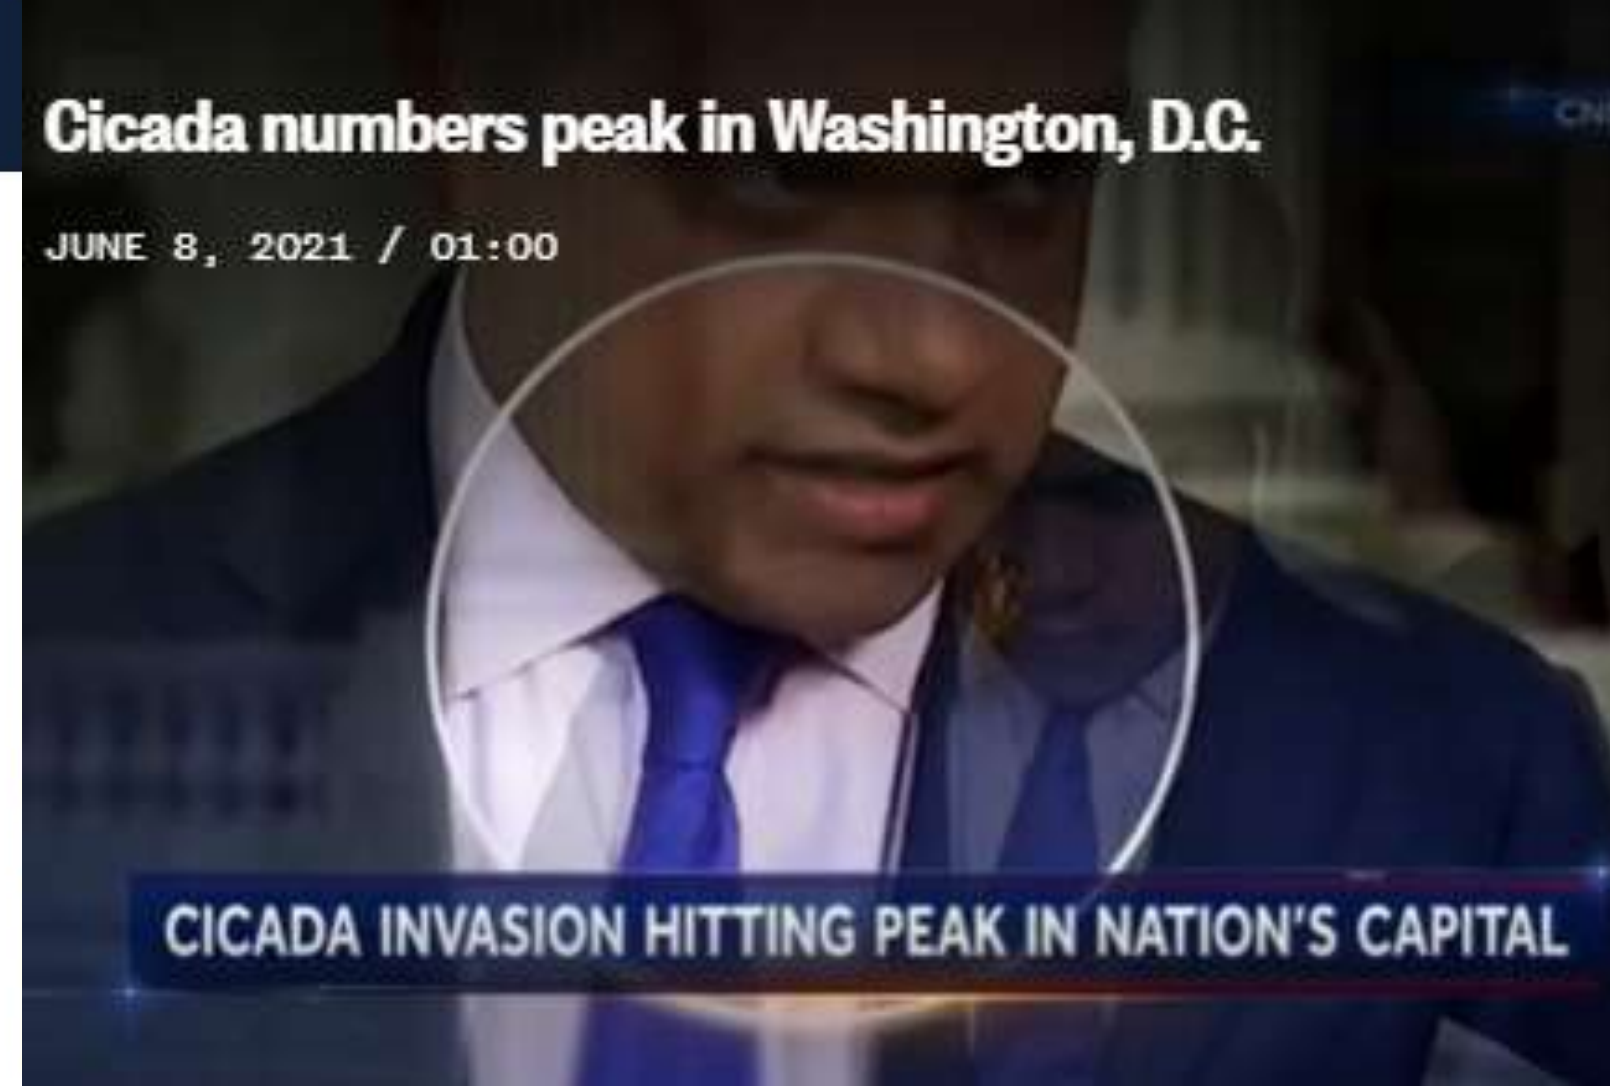 Cicada numbers peak in Washington, D.C.
JUNE 8, 2021 / 01:00
CICADA INVASION HITTING PEAK IN NATION'S CAPITAL